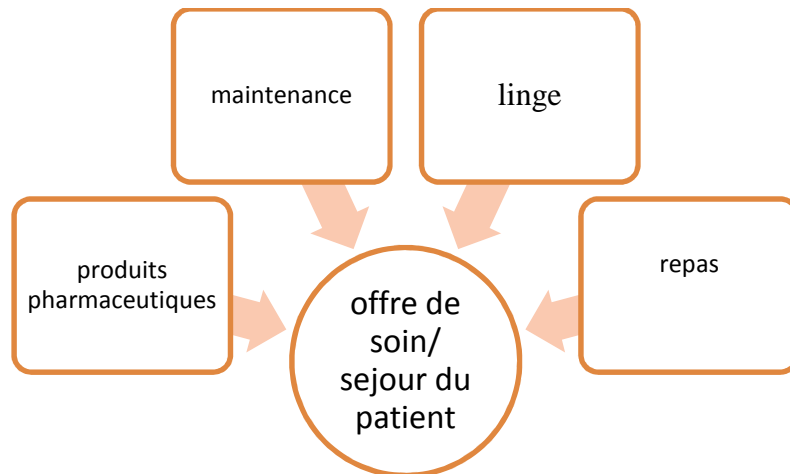 maintenance
linge
produits
pharmaceutiques
repas
offre de
soin/
sejour du
patient